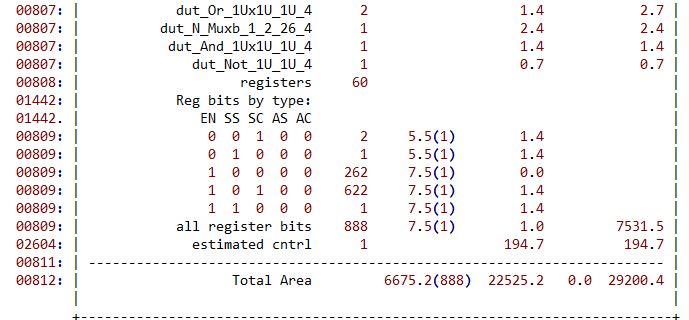 00807: | dut_Or_1Ux1U_1U_4 2 1.4 2.7 |
00807: | dut_N_Muxb_1_2_26_4 1 2.4 2.4 |
00807: | dut_And_1Ux1U_1U_4 1 1.4 1.4 |
00807: | dut_Not_1U_1U_4 1 0.7 0.7 |
00808: | registers 60 |
01442: | Reg bits by type: |
01442. | EN SS SC AS AC |
00809: | 0 0 1 0 0 2 5.5(1) 1.4 |
00809: | 0 1 0 0 0 1 5.5(1) 1.4 |
00809: | 1 0 0 0 0 262 7.5(1) 0.0 |
00809: | 1 0 1 0 0 622 7.5(1) 1.4 |
00809: | 1 1 0 0 0 1 7.5(1) 1.4 |
00809: | all register bits 888 7.5(1) 1.0 7531.5 |
02604: | estimated cntrl 1 194.7 194.7 |
00811: | ----------------------------------------------------------------------- |
00812: | Total Area 6675.2(888) 22525.2 0.0 29200.4 |
| |
+-------------------------------------------------------------------------+